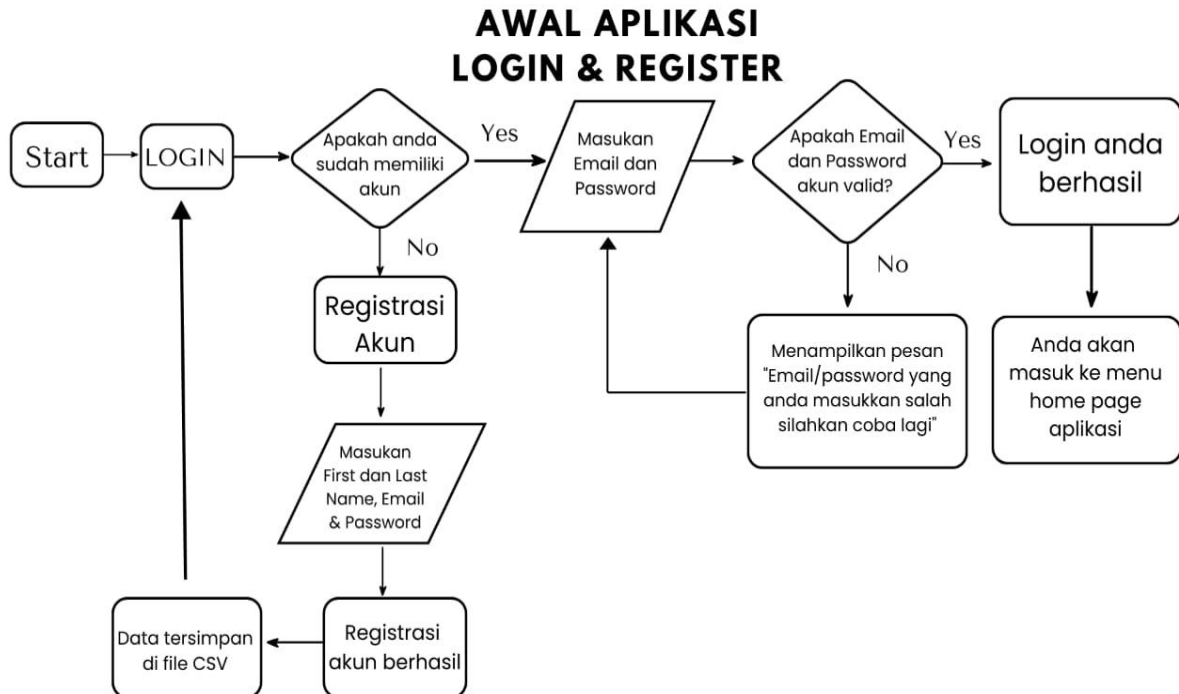 AWAL APLIKASI
LOGIN & REGISTER
Start
LOGIN
Apakah anda
sudah memiliki
akun
Yes
Masukan
Email dan
Password
Apakah Email
dan Password
akun valid?
Yes
Login anda
berhasil
No
Registrasi
Akun
No
Menampilkan pesan
"Email/password yang
anda masukkan salah
silahkan coba lagi"
Anda akan
masuk ke menu
home page
aplikasi
Masukan
First dan Last
Name, Email
& Password
Registrasi
akun berhasil
Data tersimpan
di file CSV